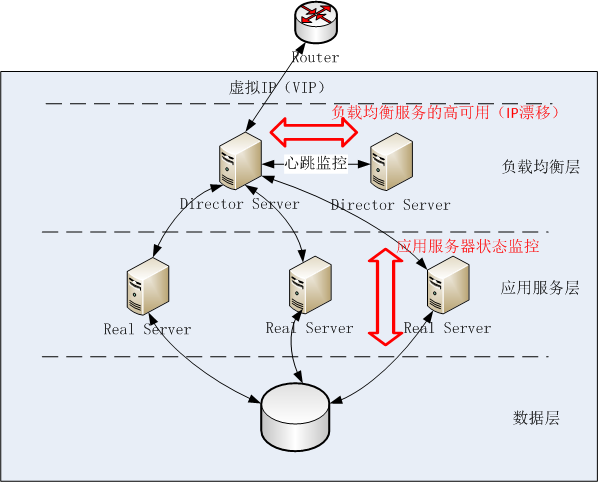 Router
虚拟IP（VIP）
负载均衡服务的高可用（IP漂移）
心跳监控
负载均衡层
Director Server
Director Server
应用服务器状态监控
应用服务层
Real Server
Real Server
Real Server
数据层